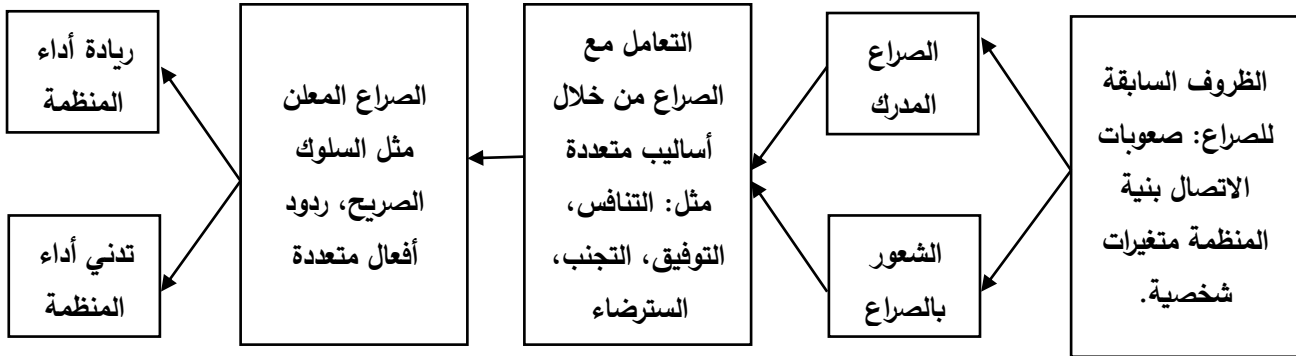 الظروف السابقة
للصراع: صعوبات
الاتصال بنية
المنظمة متغيرات
شخصية.
الصراع
المدرك
الشعور
بالصراع
التعامل مع
الصراع من خلال
أساليب متعددة
مثل: التنافس،
التوفيق، التجنب،
السترضاء
الصراع المعلن
مثل السلوك
الصريح، ردود
أفعال متعددة
ريادة أداء
المنظمة
تدني أداء
المنظمة